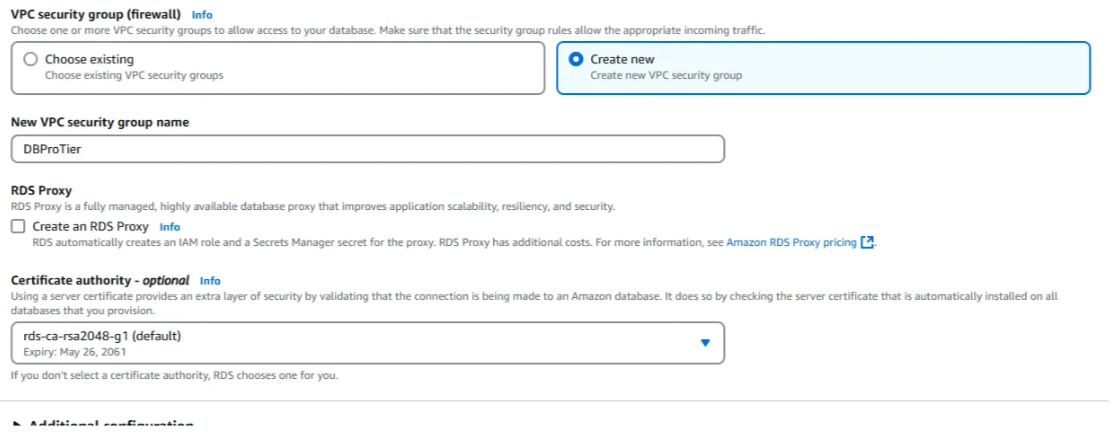 VPC security group (firewall) Info
Choose one or more VPC security groups to allow access to your database. Make sure that the security group rules allow the appropriate incoming traffic.
Choose existing
Choose existing VPC security groups
Create new
Create new VPC security group
New VPC security group name
DBProTier
RDS Proxy
RDS Proxy is a fully managed, highly available database proxy that improves application scalability, resiliency, and security.
Create an RDS Proxy Info
RDS automatically creates an IAM role and a Secrets Manager secret for the proxy. RDS Proxy has additional costs. For more information, see Amazon RDS Proxy pricing.
Certificate authority - optional Info
Using a server certificate provides an extra layer of security by validating that the connection is being made to an Amazon database. It does so by checking the server certificate that is automatically installed on all
databases that you provision.
rds-ca-rsa2048-g1 (default)
Expiry: May 26, 2061
If you don't select a certificate authority, RDS chooses one for you.
Additional configuration